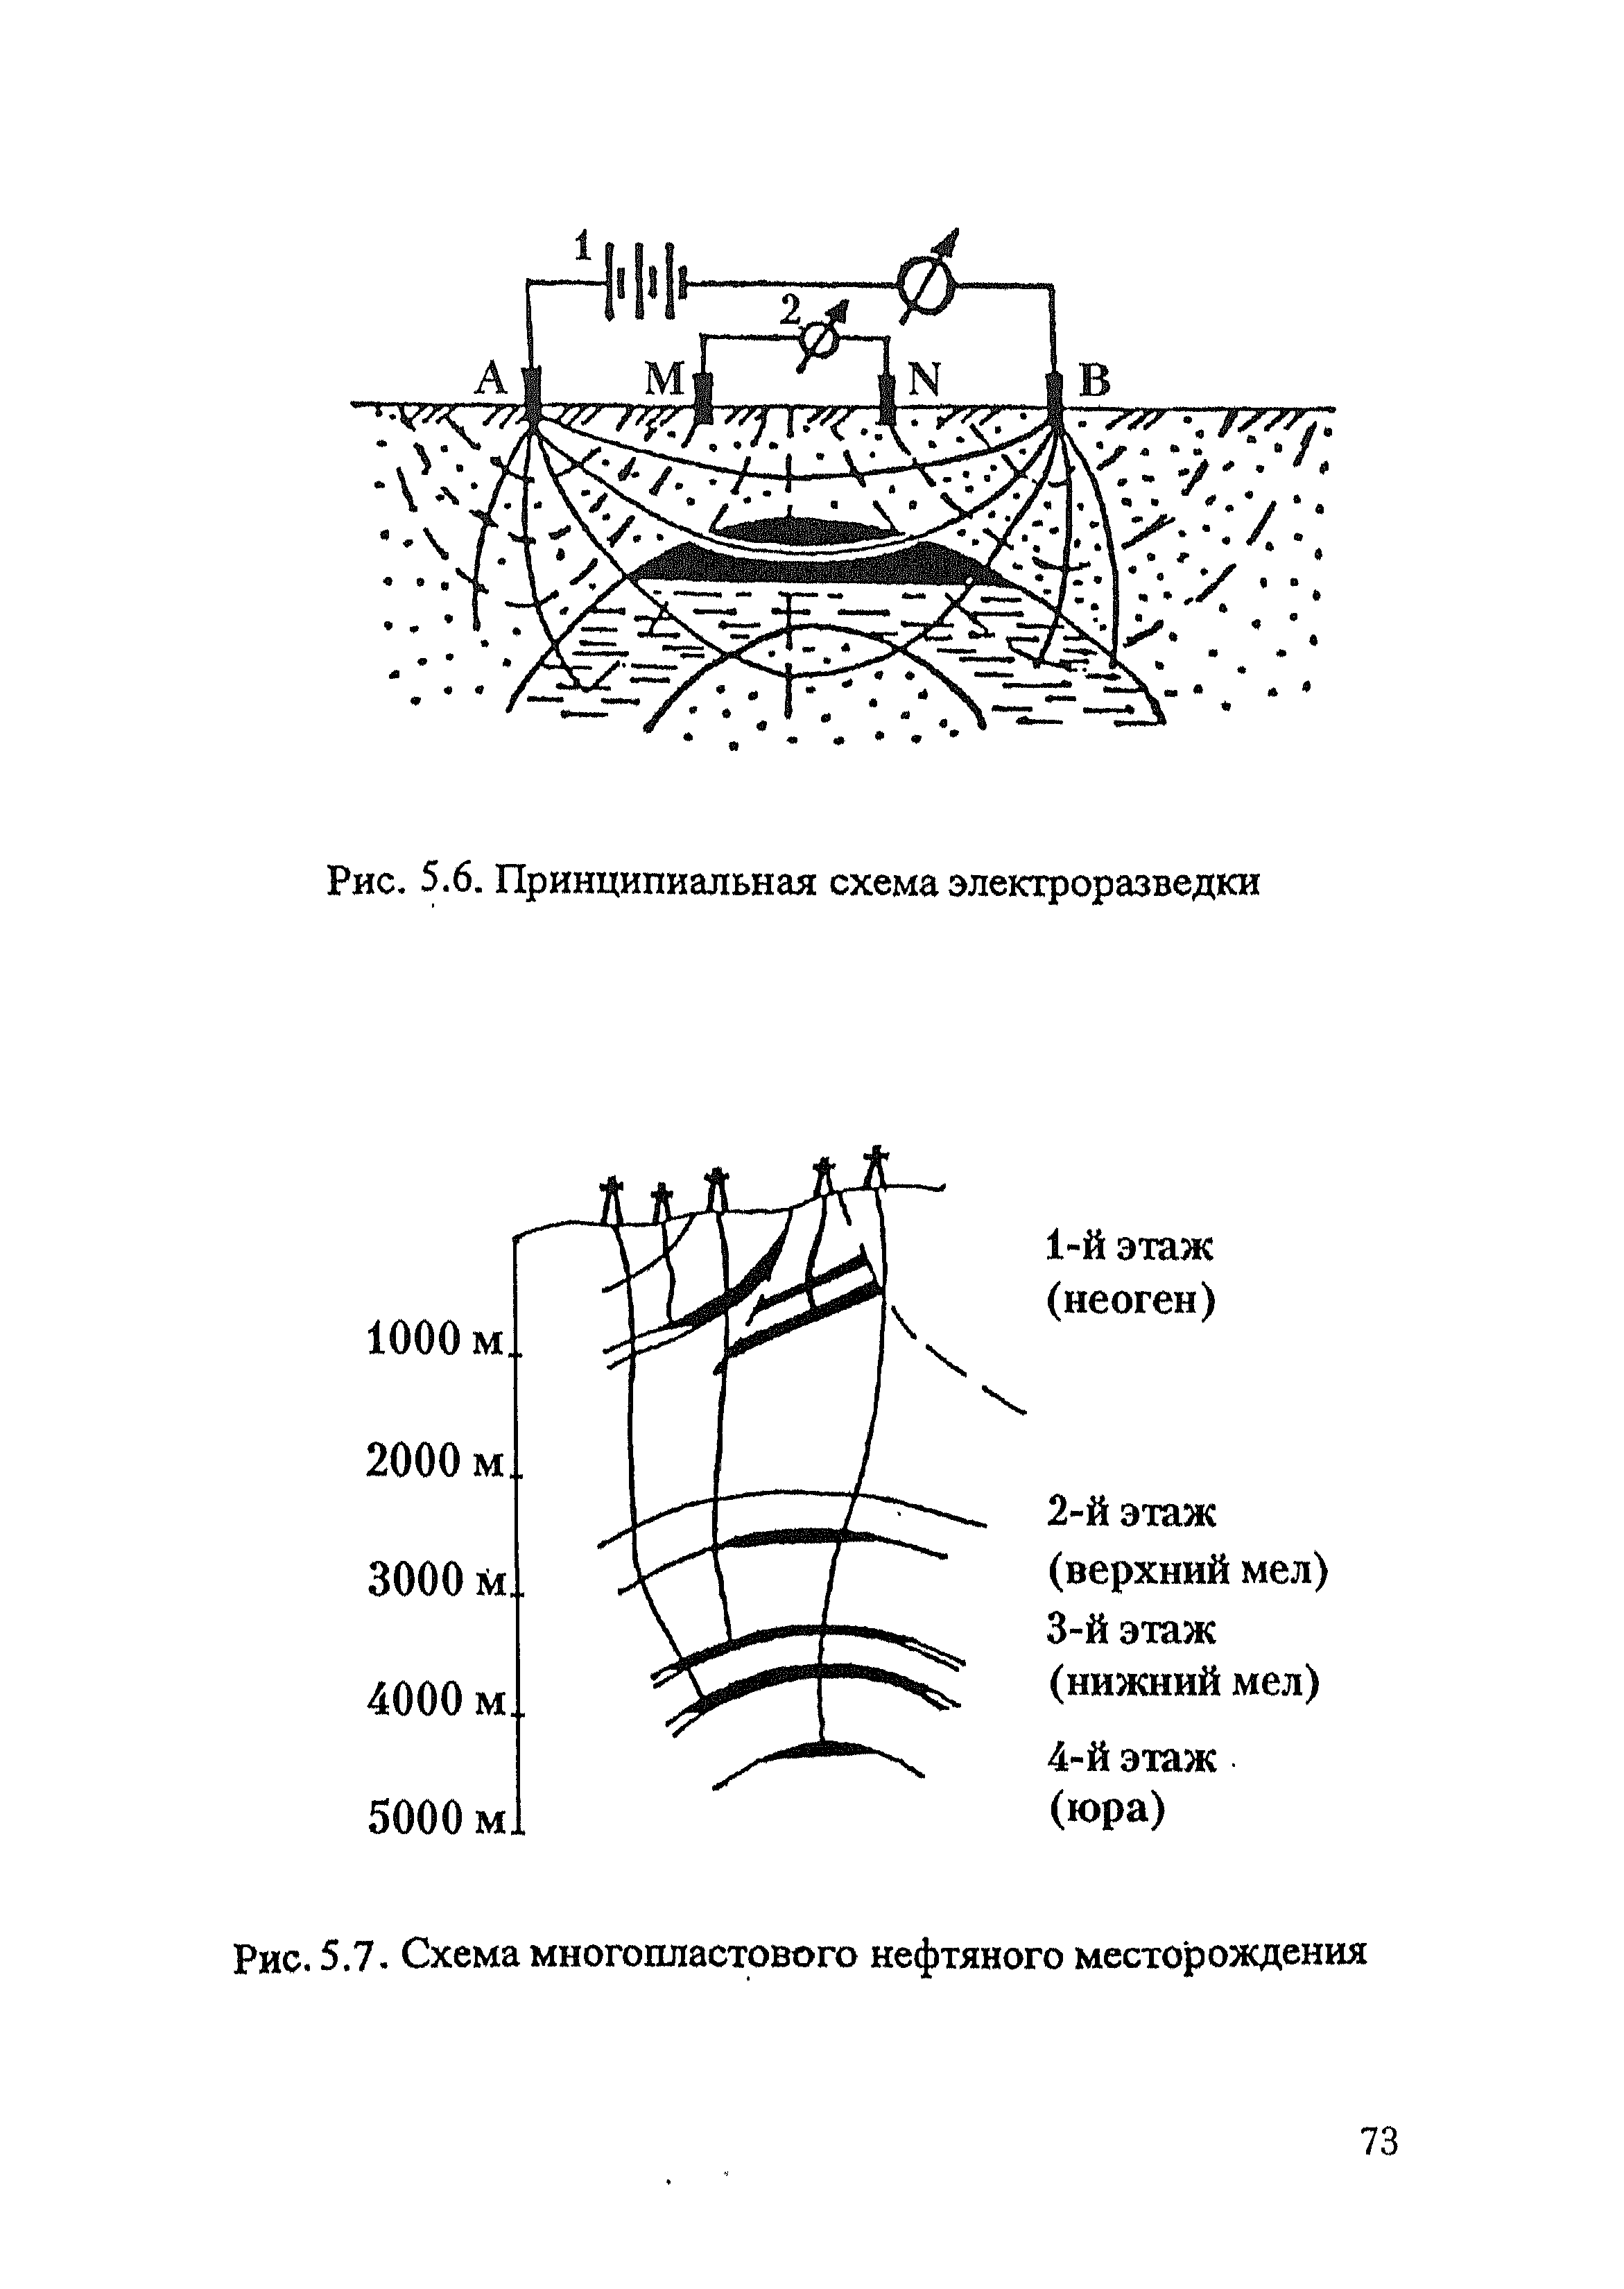 1
2
A M N B
Рис. 5.6. Принципиальная схема электроразведки
1-й этаж
(неоген)
1000 м
2000 м
2-й этаж
(верхний мел)
3000 м
3-й этаж
(нижний мел)
4000 м
4-й этаж
(юра)
5000 м
Рис. 5.7. Схема многопластового нефтяного месторождения
73